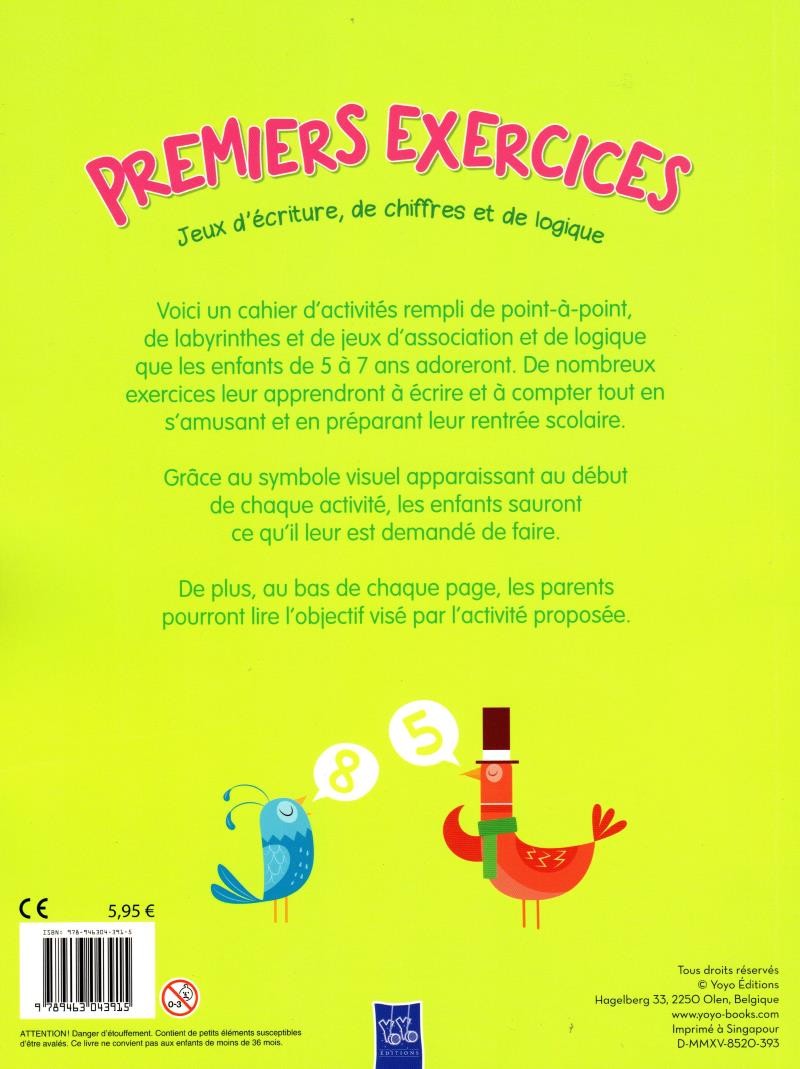 PREMIERS EXERCICES
Jeux d'écriture, de chiffres et de logique
Voici un cahier d'activités rempli de point-à-point,
de labyrinthes et de jeux d'association et de logique
que les enfants de 5 à 7 ans adoreront. De nombreux
exercices leur apprendront à écrire et à compter tout en
s'amusant et en préparant leur rentrée scolaire.
Grâce au symbole visuel apparaissant au début
de chaque activité, les enfants sauront
ce qu'il leur est demandé de faire.
De plus, au bas de chaque page, les parents
pourront lire l'objectif visé par l'activité proposée.
8
5
CE
5,95 €
ISBN: 978-946304-391-5
9 789463 043915
0-3
ATTENTION! Danger d'étouffement. Contient de petits éléments susceptibles
d'être avalés. Ce livre ne convient pas aux enfants de moins de 36 mois.
YOYO
ÉDITIONS
Tous droits réservés
© Yoyo Éditions
Hagelberg 33, 2250 Olen, Belgique
www.yoyo-books.com
Imprimé à Singapour
D-MMXV-8520-393